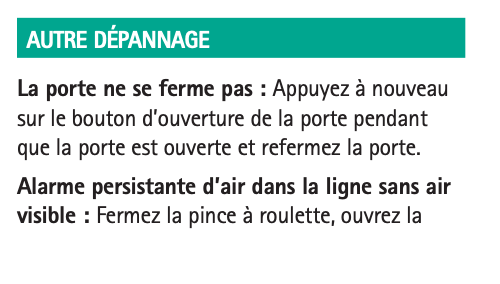 AUTRE DÉPANNAGE
La porte ne se ferme pas : Appuyez à nouveau
sur le bouton d’ouverture de la porte pendant
que la porte est ouverte et refermez la porte.
Alarme persistante d’air dans la ligne sans air
visible : Fermez la pince à roulette, ouvrez la